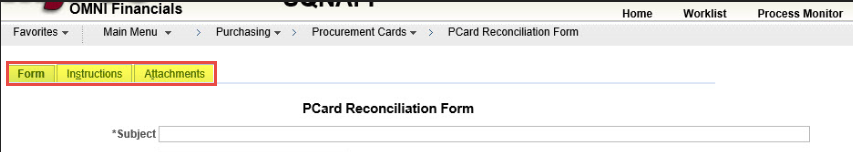 OMNI Financials
Home Worklist Process Monitor
Favorites Main Menu > Purchasing > Procurement Cards > PCard Reconciliation Form
Form Instructions Attachments
PCard Reconciliation Form
*Subject